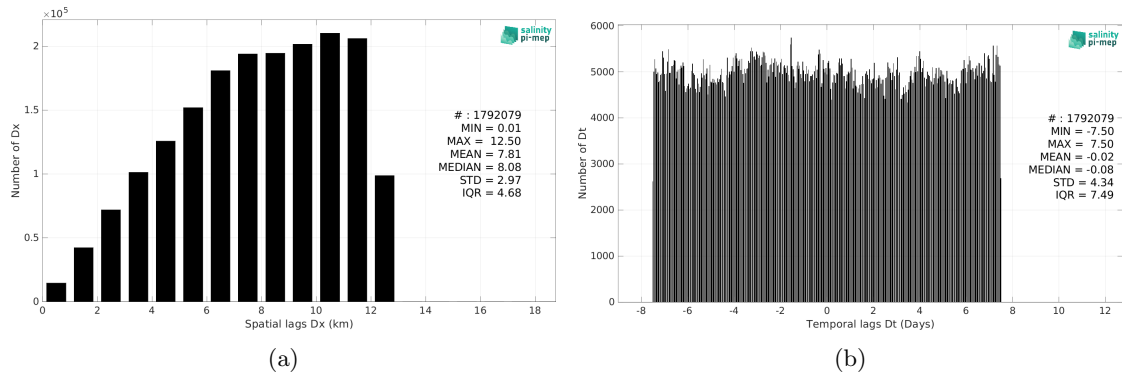 ×10⁵
2
1.5
1
0.5
0
Number of Dx
0 2 4 6 8 10 12 14 16 18
Spatial lags Dx (km)
salinity
pi-mep
# : 1792079
MIN = 0.01
MAX = 12.50
MEAN = 7.81
MEDIAN = 8.08
STD = 2.97
IQR = 4.68
(a)
6000
5000
4000
3000
2000
1000
0
Number of Dt
-8 -6 -4 -2 0 2 4 6 8 10 12
Temporal lags Dt (Days)
salinity
pi-mep
# : 1792079
MIN = -7.50
MAX = 7.50
MEAN = -0.02
MEDIAN = -0.08
STD = 4.34
IQR = 7.49
(b)